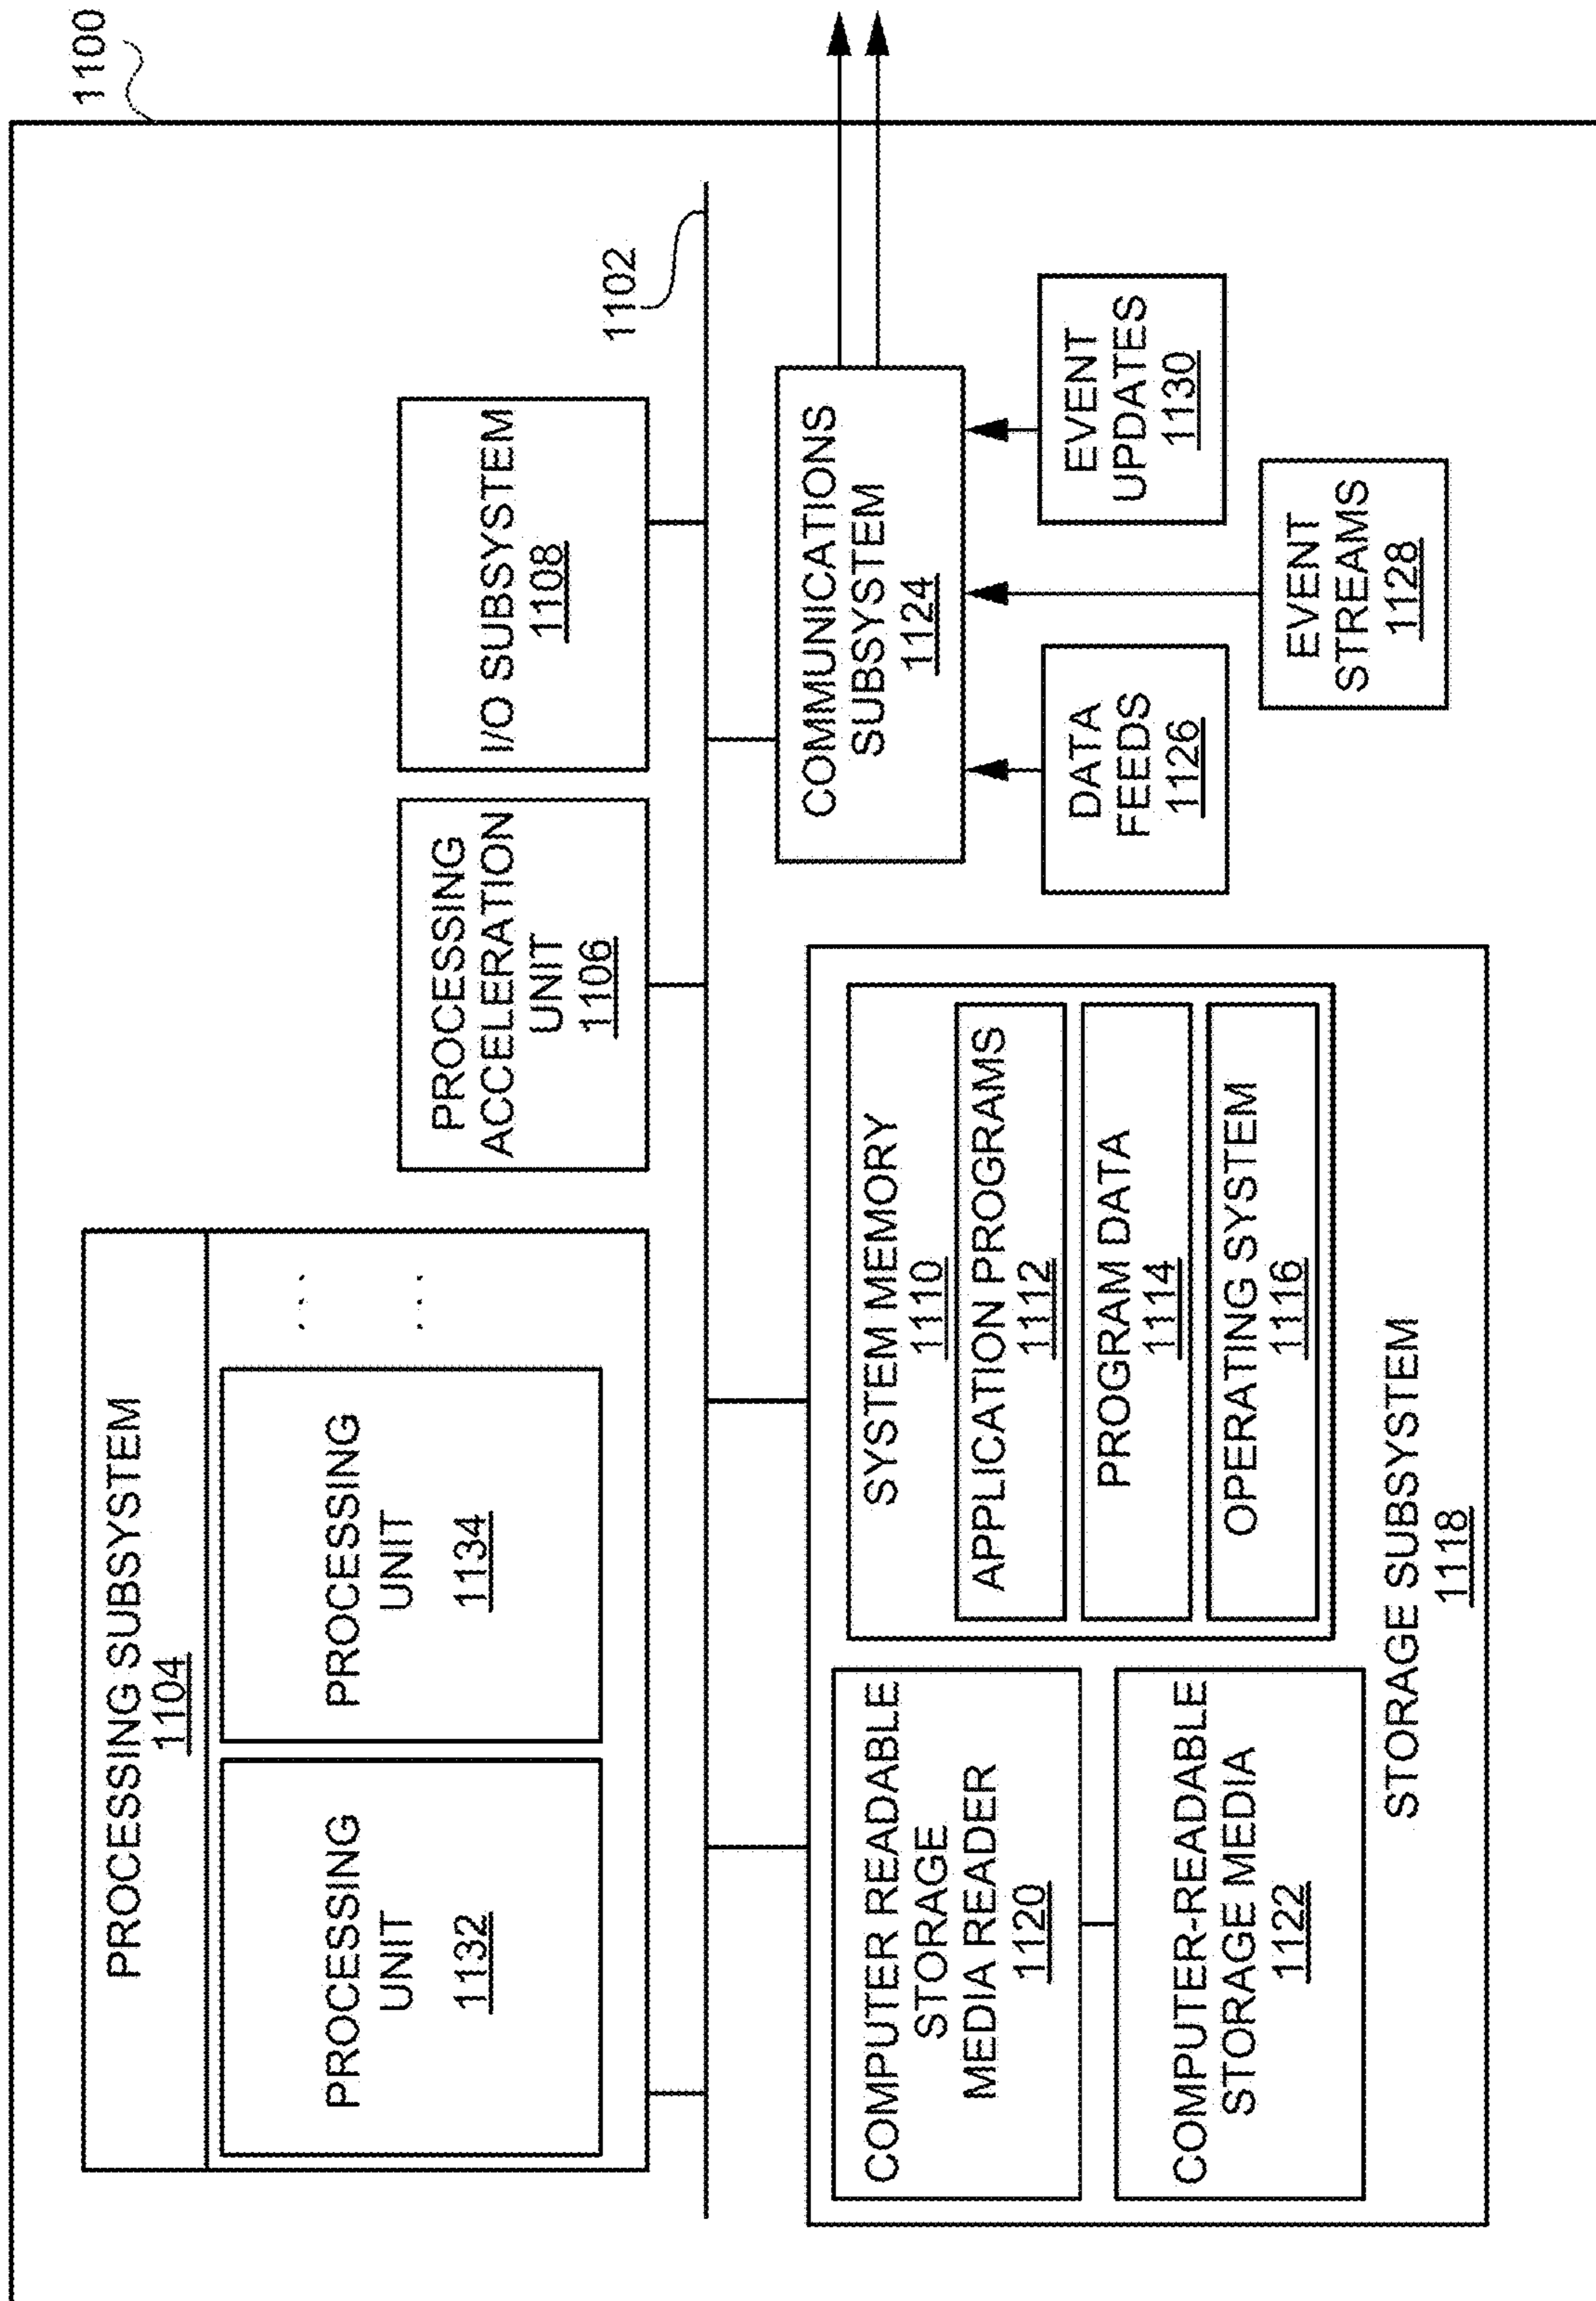 1100
PROCESSING SUBSYSTEM
1104
PROCESSING
UNIT
1132
PROCESSING
UNIT
1134
... 
...
PROCESSING
ACCELERATION
UNIT
1106
I/O SUBSYSTEM
1108
1102
COMPUTER READABLE
STORAGE
MEDIA READER
1120
COMPUTER-READABLE
STORAGE MEDIA
1122
SYSTEM MEMORY
1110
APPLICATION PROGRAMS
1112
PROGRAM DATA
1114
OPERATING SYSTEM
1116
STORAGE SUBSYSTEM
1118
COMMUNICATIONS
SUBSYSTEM
1124
DATA
FEEDS
1126
EVENT
STREAMS
1128
EVENT
UPDATES
1130